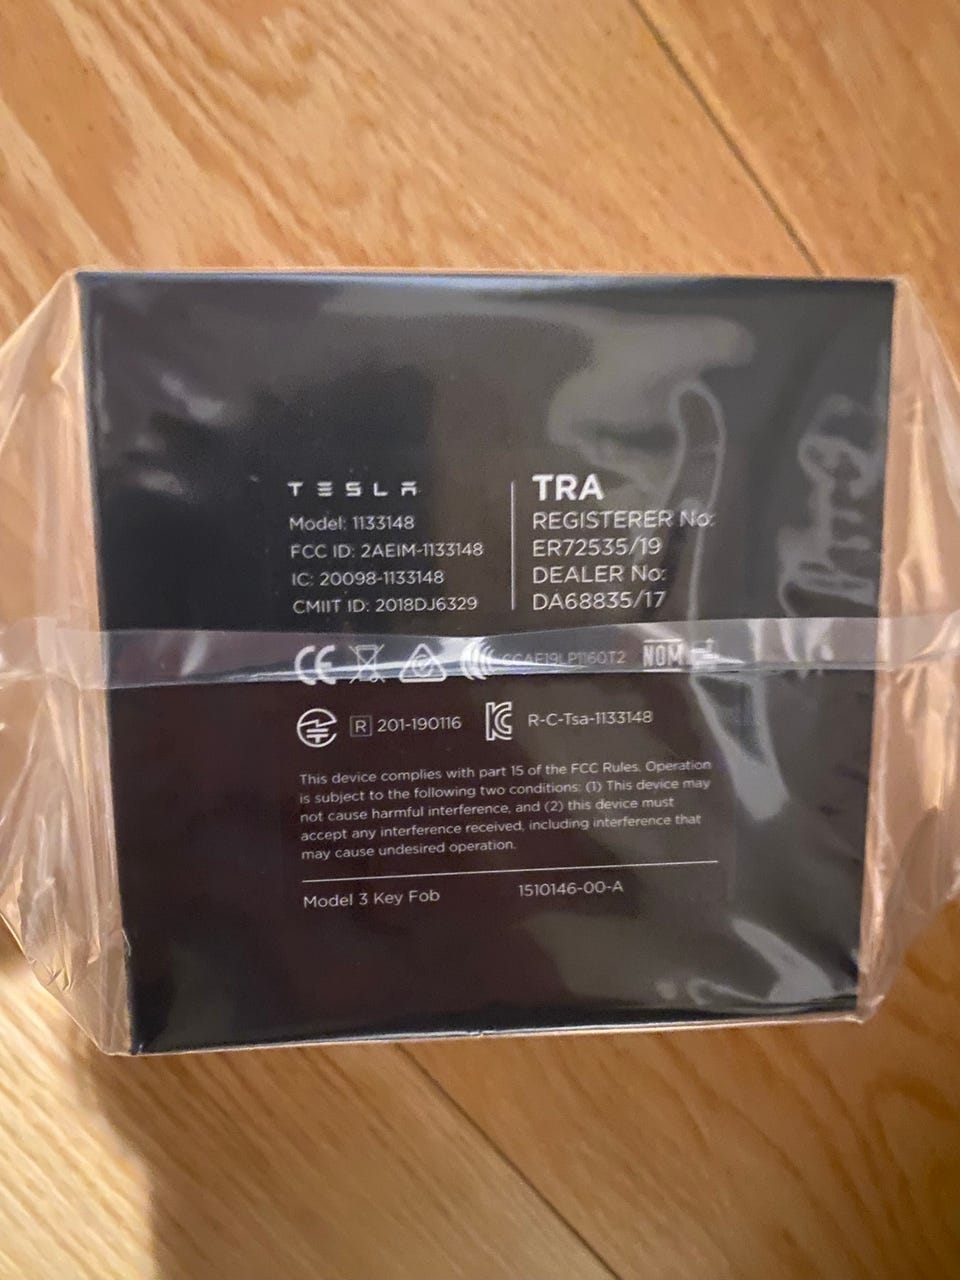 TESLA
Model: 1133148
FCC ID: 2AEIM-1133148
IC: 20098-1133148
CMIIT ID: 2018DJ6329
TRA
REGISTERER No:
ER72535/19
DEALER No:
DA68835/17
CE CCAF19LP1160T2 NOM
R 201-190116 R-C-Tsa-1133148
This device complies with part 15 of the FCC Rules. Operation
is subject to the following two conditions: (1) This device may
not cause harmful interference, and (2) this device must
accept any interference received, including interference that
may cause undesired operation.
Model 3 Key Fob 1510146-00-A